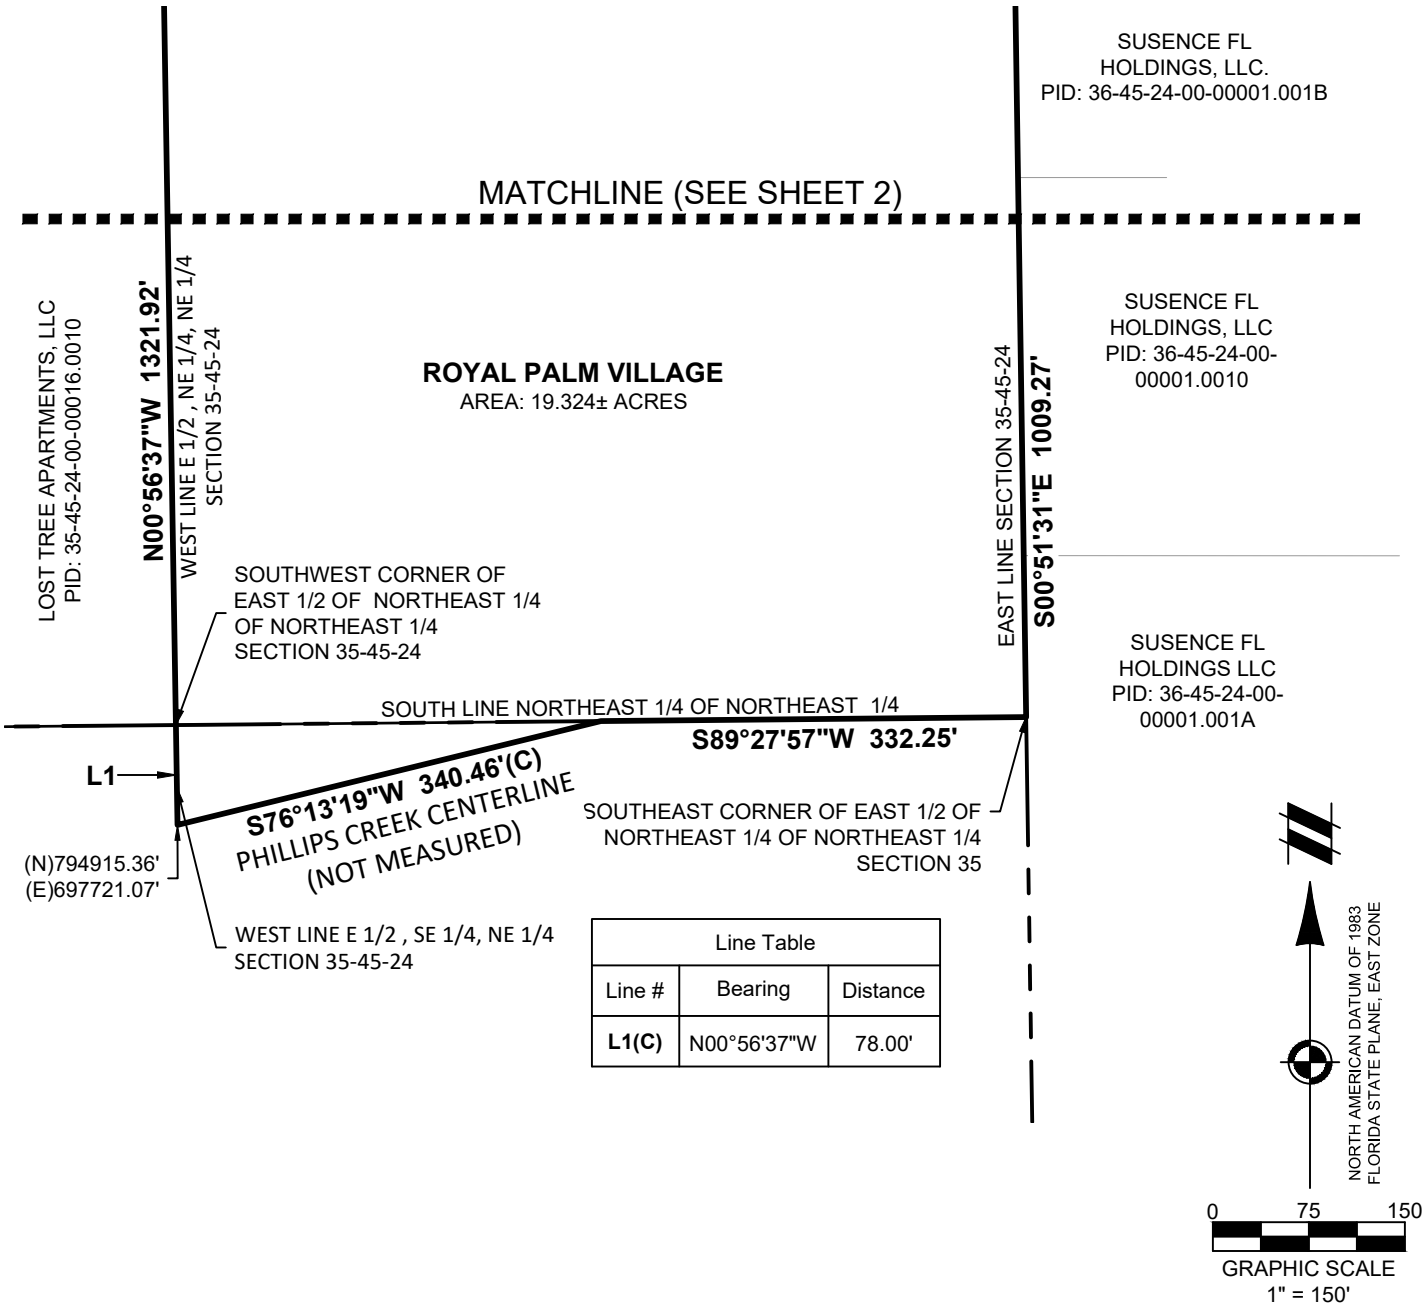 SUSENCE FL
HOLDINGS, LLC.
PID: 36-45-24-00-00001.001B
MATCHLINE (SEE SHEET 2)
LOST TREE APARTMENTS, LLC
PID: 35-45-24-00-00016.0010
N00°56'37"W 1321.92'
WEST LINE E 1/2 , NE 1/4, NE 1/4
SECTION 35-45-24
ROYAL PALM VILLAGE
AREA: 19.324± ACRES
EAST LINE SECTION 35-45-24
S00°51'31"E 1009.27'
SUSENCE FL
HOLDINGS, LLC
PID: 36-45-24-00-
00001.0010
SOUTHWEST CORNER OF
EAST 1/2 OF NORTHEAST 1/4
OF NORTHEAST 1/4
SECTION 35-45-24
SUSENCE FL
HOLDINGS LLC
PID: 36-45-24-00-
00001.001A
SOUTH LINE NORTHEAST 1/4 OF NORTHEAST 1/4
S89°27'57"W 332.25'
L1
S76°13'19"W 340.46'(C)
PHILLIPS CREEK CENTERLINE
(NOT MEASURED)
SOUTHEAST CORNER OF EAST 1/2 OF
NORTHEAST 1/4 OF NORTHEAST 1/4
SECTION 35
(N)794915.36'
(E)697721.07'
WEST LINE E 1/2 , SE 1/4, NE 1/4
SECTION 35-45-24
Line Table
Line # Bearing Distance
L1(C) N00°56'37"W 78.00'
NORTH AMERICAN DATUM OF 1983
FLORIDA STATE PLANE, EAST ZONE
0 75 150
GRAPHIC SCALE
1" = 150'